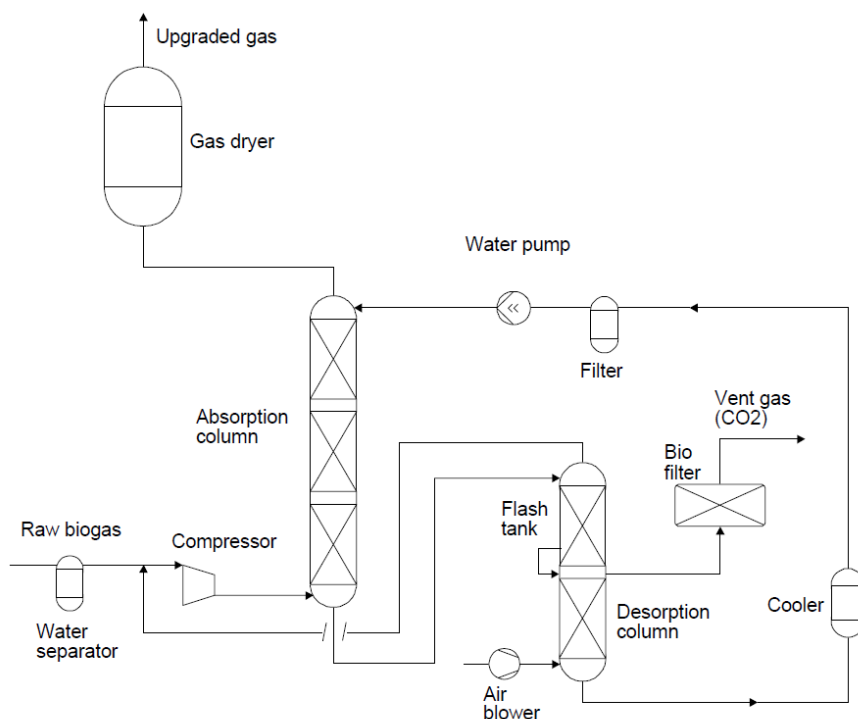 Upgraded gas
Gas dryer
Water pump
Filter
Absorption
column
Vent gas
(CO2)
Bio
filter
Flash
tank
Raw biogas
Compressor
Water
separator
Desorption
column
Cooler
Air
blower